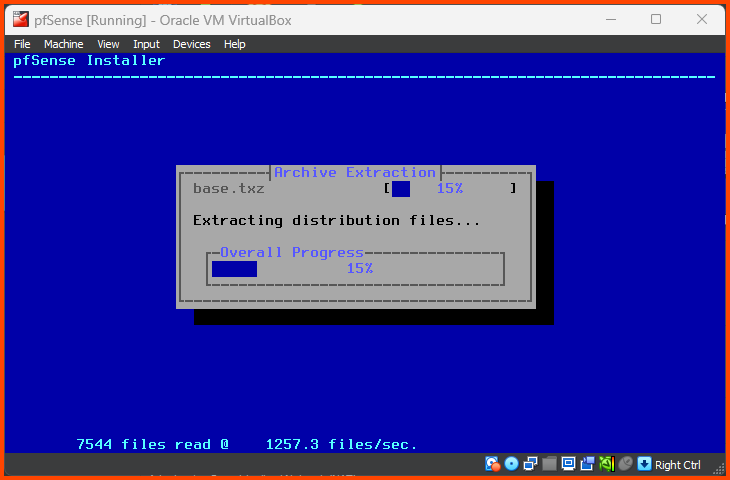 pfSense [Running] - Oracle VM VirtualBox
File Machine View Input Devices Help
pfSense Installer
Archive Extraction
base.txz [ 15% ]
Extracting distribution files...
Overall Progress
15%
7544 files read @ 1257.3 files/sec.
Right Ctrl